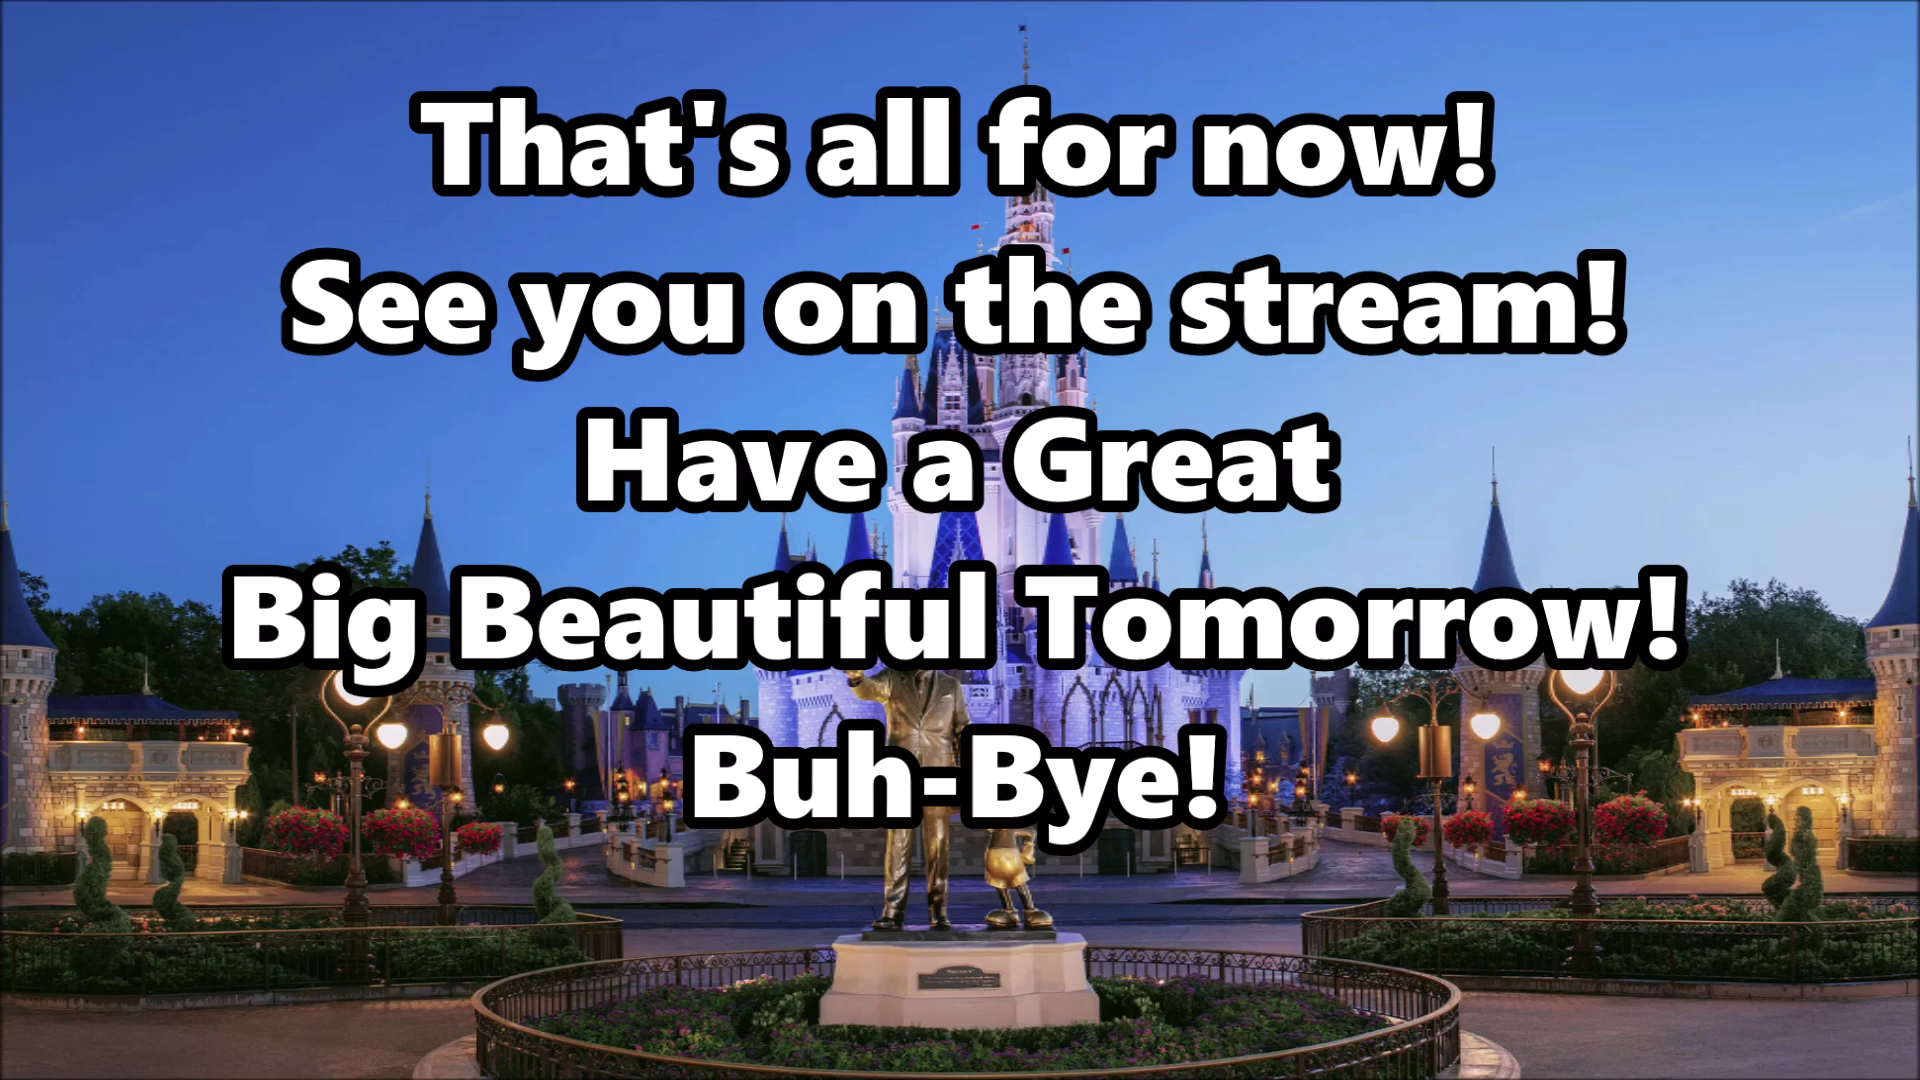 That's all for now!
See you on the stream!
Have a Great
Big Beautiful Tomorrow!
Buh-Bye!